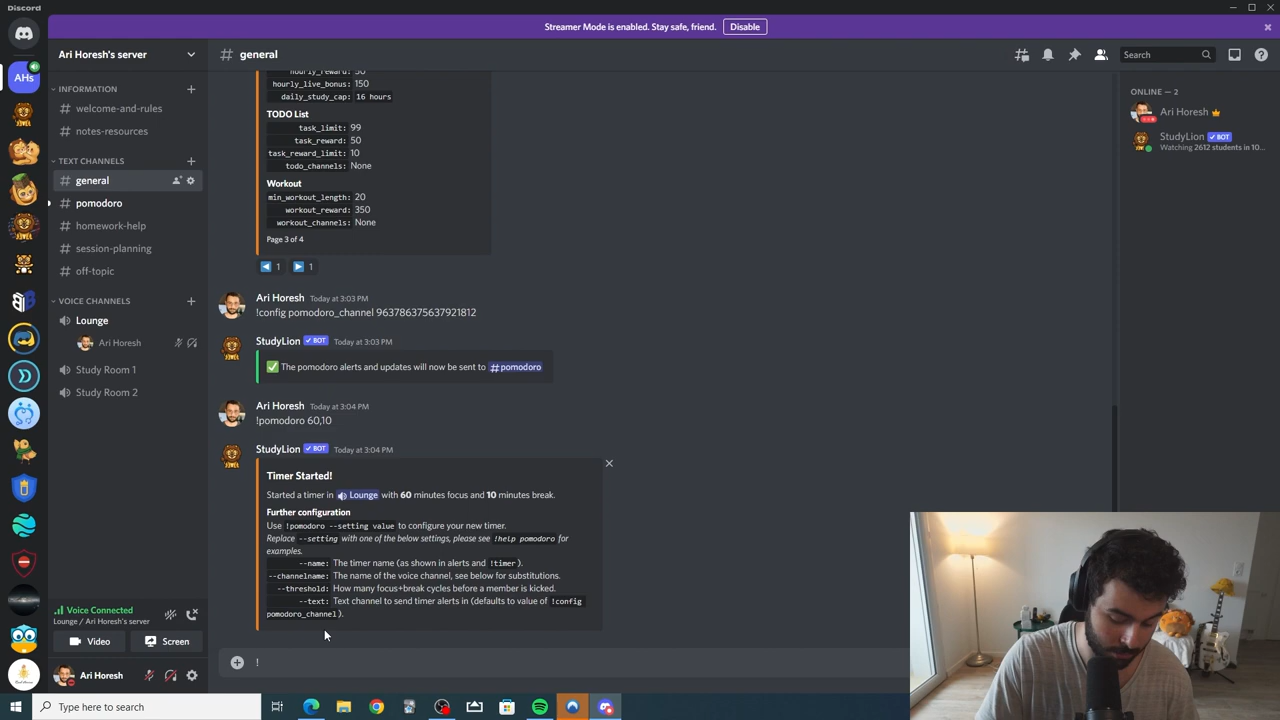 Discord
Streamer Mode is enabled. Stay safe, friend. Disable
AHs
Ari Horesh's server
general
Search
INFORMATION
welcome-and-rules
notes-resources
TEXT CHANNELS
general
pomodoro
homework-help
session-planning
off-topic
VOICE CHANNELS
Lounge
Ari Horesh
Study Room 1
Study Room 2
Voice Connected
Lounge / Ari Horesh's server
Video
Screen
Ari Horesh
hourly_reward: 50
hourly_live_bonus: 150
daily_study_cap: 16 hours
TODO List
task_limit: 99
task_reward: 50
task_reward_limit: 10
todo_channels: None
Workout
min_workout_length: 20
workout_reward: 350
workout_channels: None
Page 3 of 4
1 1
Ari Horesh Today at 3:03 PM
!config pomodoro_channel 963786375637921812
StudyLion BOT Today at 3:03 PM
The pomodoro alerts and updates will now be sent to #pomodoro
Ari Horesh Today at 3:04 PM
!pomodoro 60,10
StudyLion BOT Today at 3:04 PM
Timer Started!
Started a timer in Lounge with 60 minutes focus and 10 minutes break.
Further configuration
Use !pomodoro --setting value to configure your new timer.
Replace --setting with one of the below settings, please see !help pomodoro for
examples.
--name: The timer name (as shown in alerts and !timer).
--channelname: The name of the voice channel, see below for substitutions.
--threshold: How many focus+break cycles before a member is kicked.
--text: Text channel to send timer alerts in (defaults to value of !config
pomodoro_channel).
!
ONLINE — 2
Ari Horesh
StudyLion BOT
Watching 2612 students in 10...
Type here to search